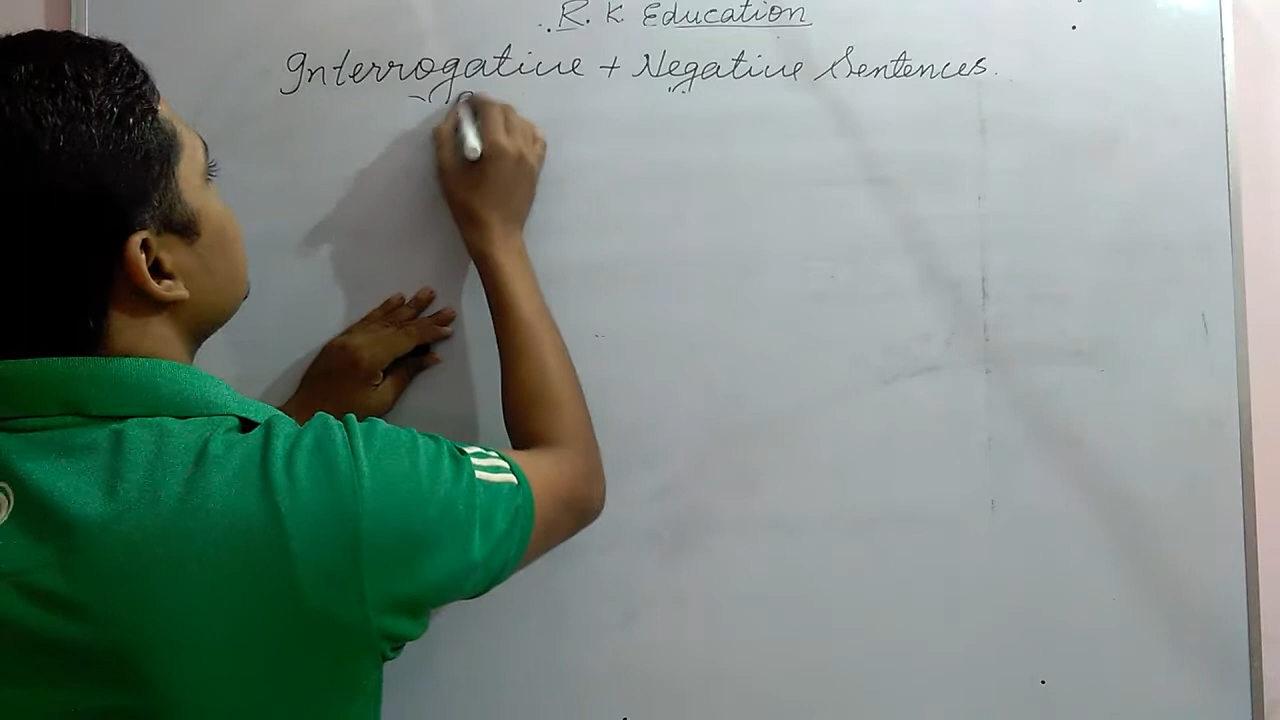 R. K. Education
Interrogative + Negative Sentences.